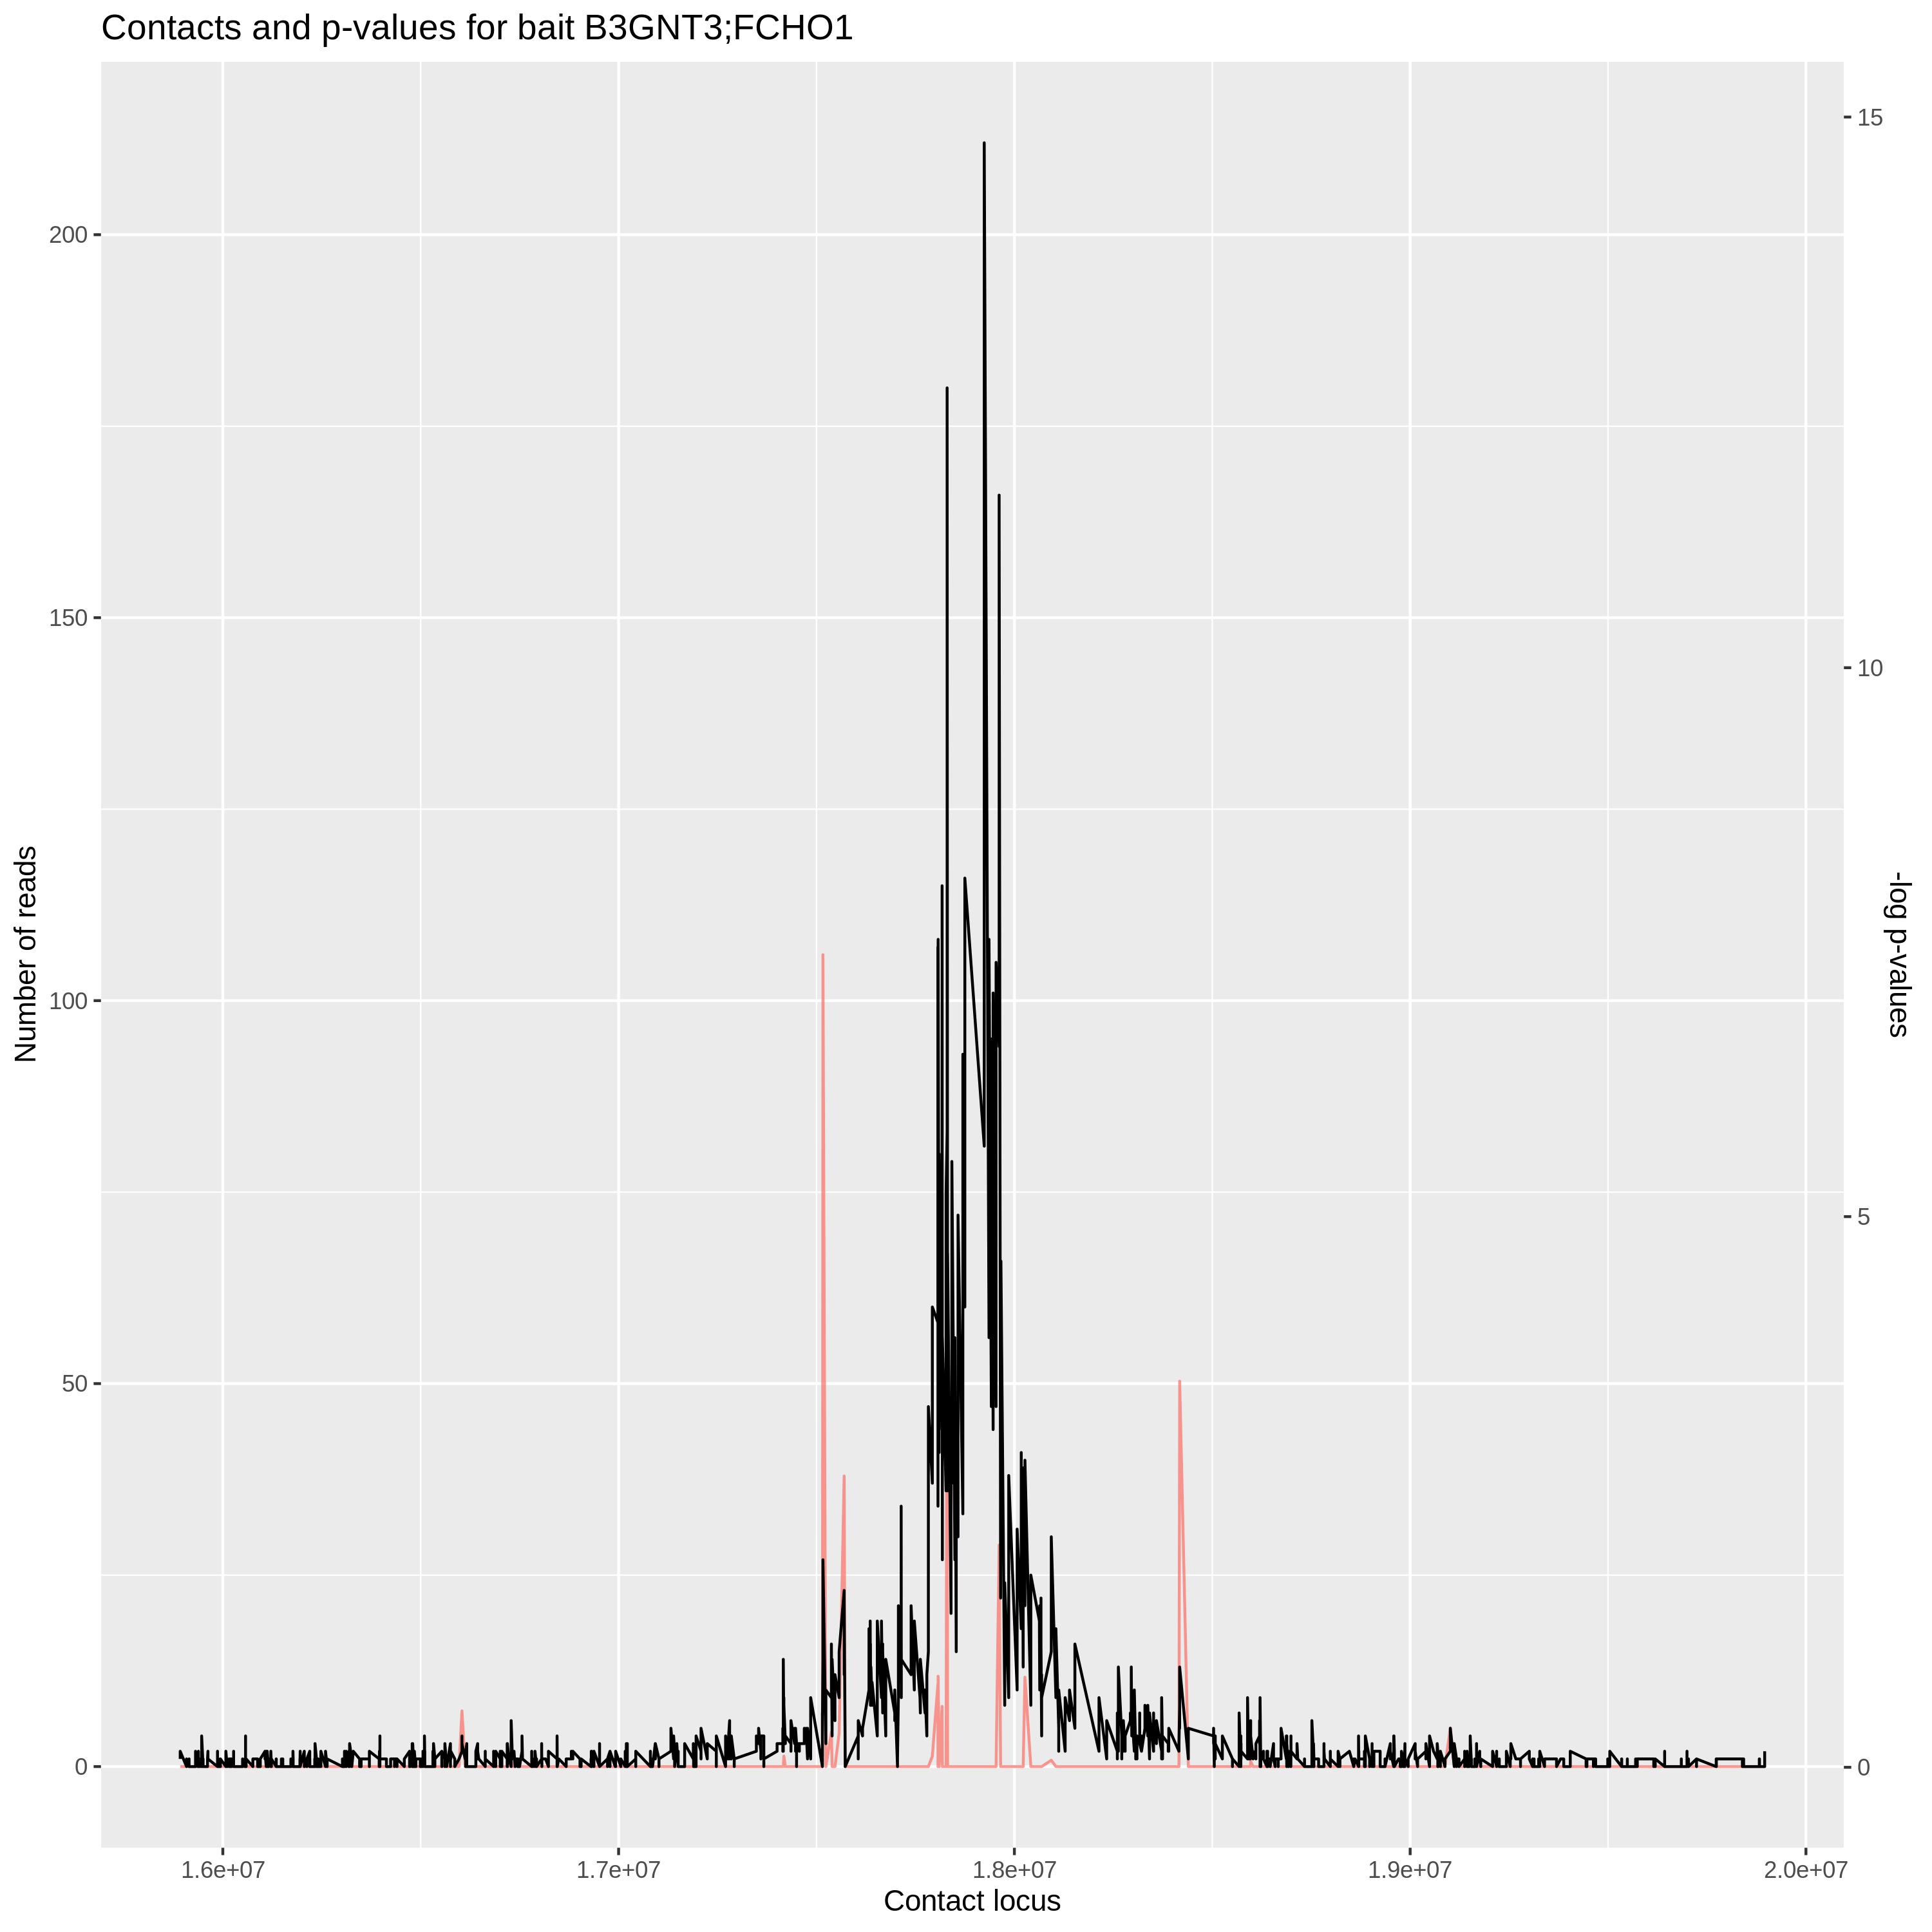 Contacts and p-values for bait B3GNT3;FCHO1
15
200
10
150
100
5
50
0
0
Number of reads
-log p-values
1.6e+07
1.7e+07
1.8e+07
1.9e+07
2.0e+07
Contact locus